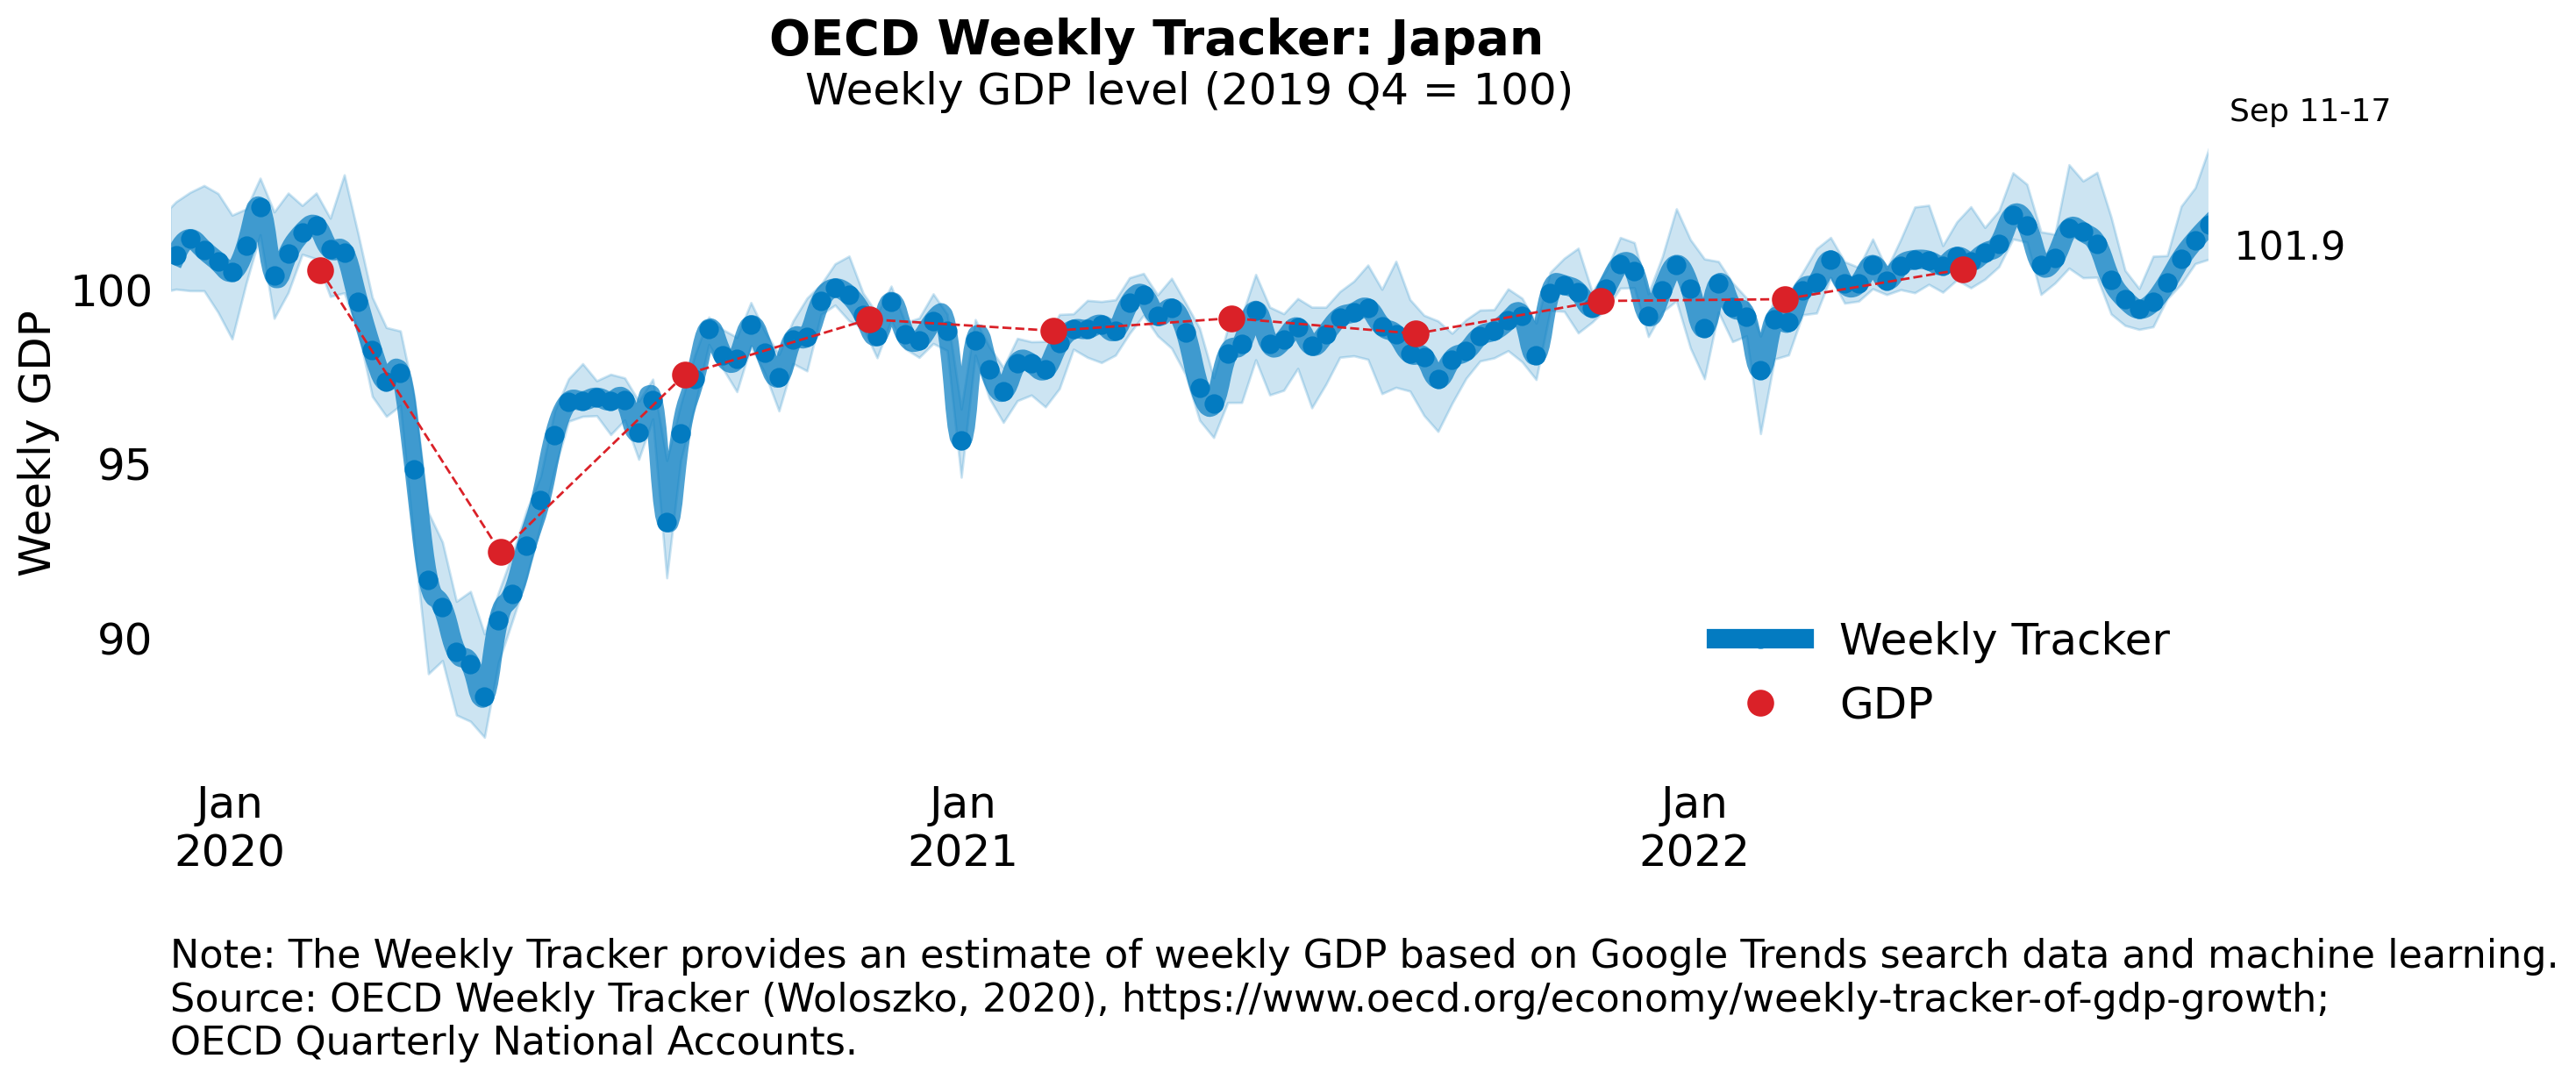 OECD Weekly Tracker: Japan
Weekly GDP level (2019 Q4 = 100)
Sep 11-17
101.9
Weekly GDP
100
95
90
Weekly Tracker
GDP
Jan
2020
Jan
2021
Jan
2022
Note: The Weekly Tracker provides an estimate of weekly GDP based on Google Trends search data and machine learning.
Source: OECD Weekly Tracker (Woloszko, 2020), https://www.oecd.org/economy/weekly-tracker-of-gdp-growth;
OECD Quarterly National Accounts.